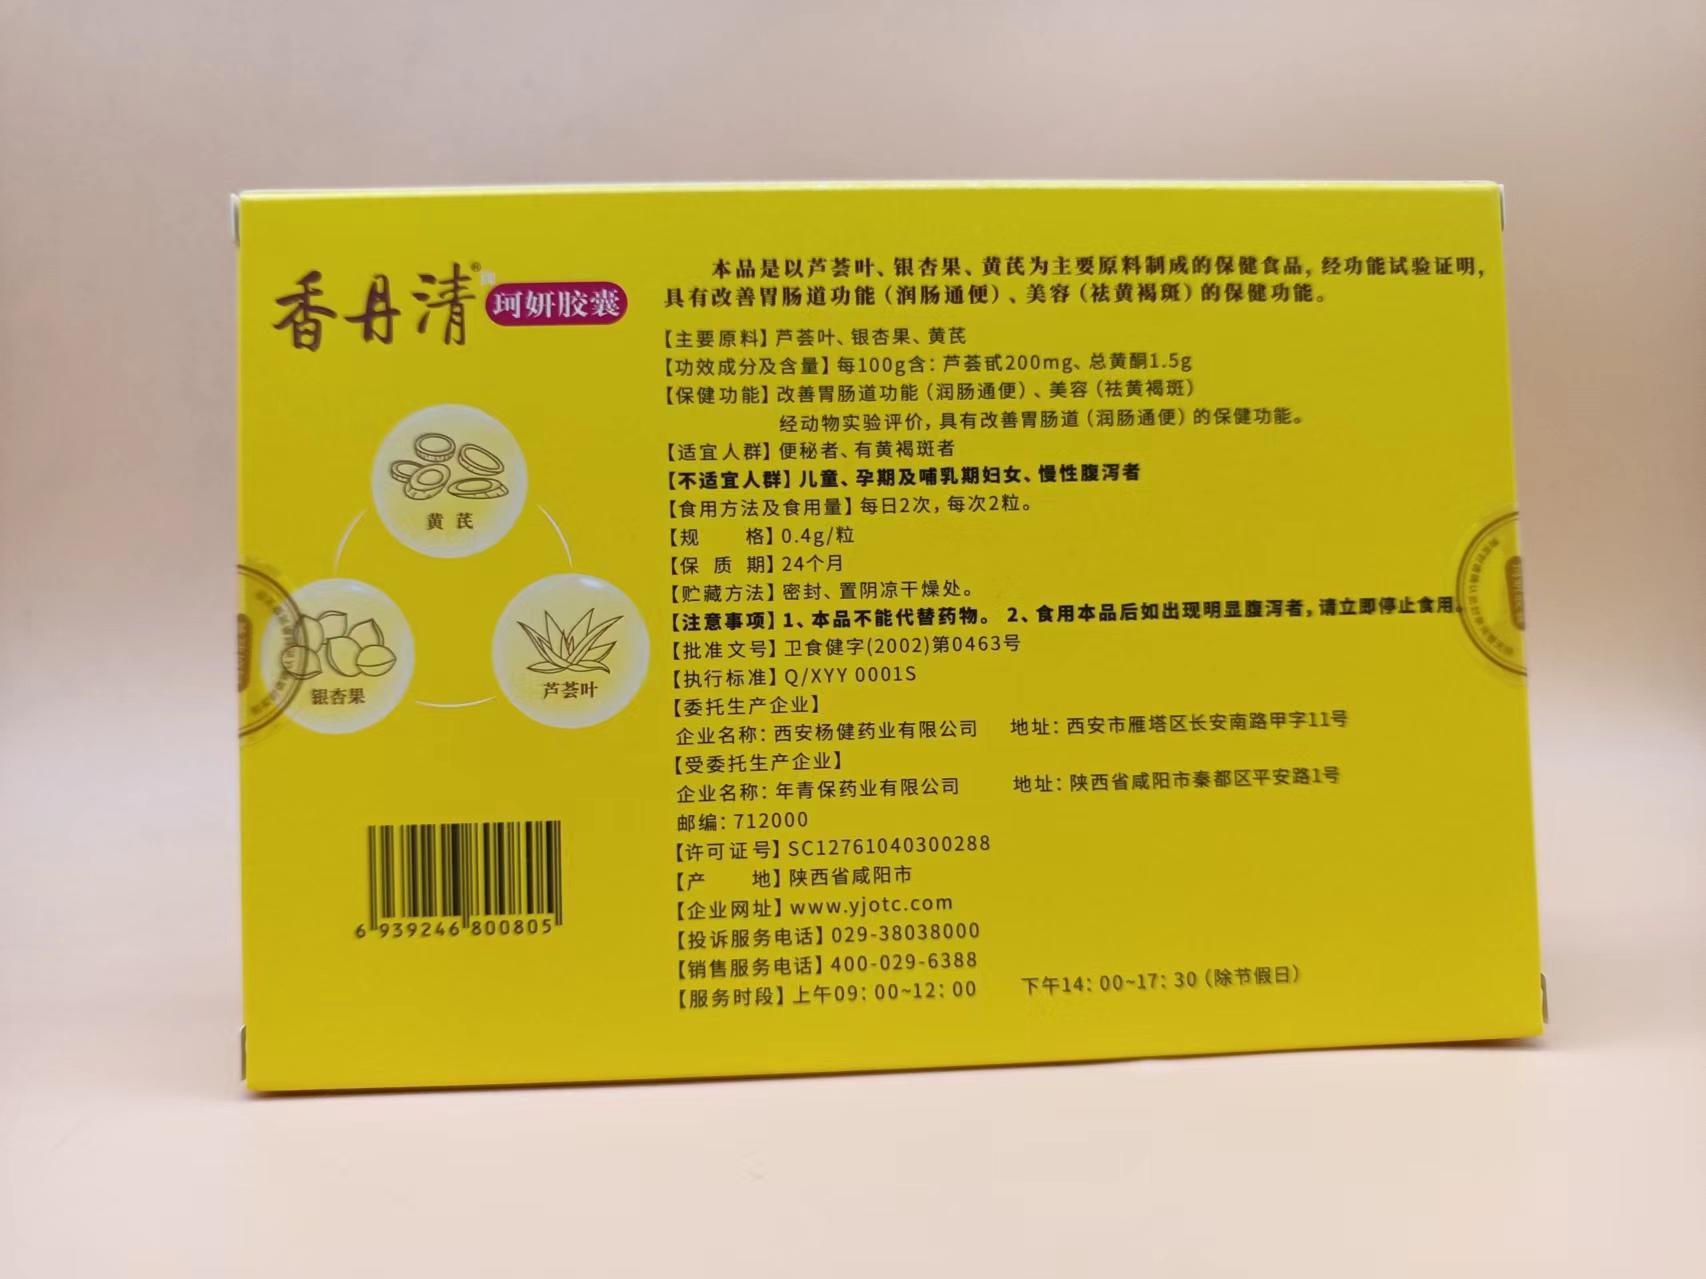 香丹清®
牌
珂妍胶囊
黄芪
银杏果
芦荟叶
6 939246 800805
本品是以芦荟叶、银杏果、黄芪为主要原料制成的保健食品，经功能试验证明，
具有改善胃肠道功能（润肠通便）、美容（祛黄褐斑）的保健功能。
【主要原料】芦荟叶、银杏果、黄芪
【功效成分及含量】每100g含：芦荟甙200mg、总黄酮1.5g
【保健功能】改善胃肠道功能（润肠通便）、美容（祛黄褐斑）
经动物实验评价，具有改善胃肠道（润肠通便）的保健功能。
【适宜人群】便秘者、有黄褐斑者
【不适宜人群】儿童、孕期及哺乳期妇女、慢性腹泻者
【食用方法及食用量】每日2次，每次2粒。
【规　　格】0.4g/粒
【保 质 期】24个月
【贮藏方法】密封、置阴凉干燥处。
【注意事项】1、本品不能代替药物。 2、食用本品后如出现明显腹泻者，请立即停止食用。
【批准文号】卫食健字(2002)第0463号
【执行标准】Q/XYY 0001S
【委托生产企业】
企业名称：西安杨健药业有限公司　地址：西安市雁塔区长安南路甲字11号
【受委托生产企业】
企业名称：年青保药业有限公司　地址：陕西省咸阳市秦都区平安路1号
邮编：712000
【许可证号】SC12761040300288
【产　　地】陕西省咸阳市
【企业网址】www.yjotc.com
【投诉服务电话】029-38038000
【销售服务电话】400-029-6388
【服务时段】上午09：00~12：00　下午14：00~17：30（除节假日）